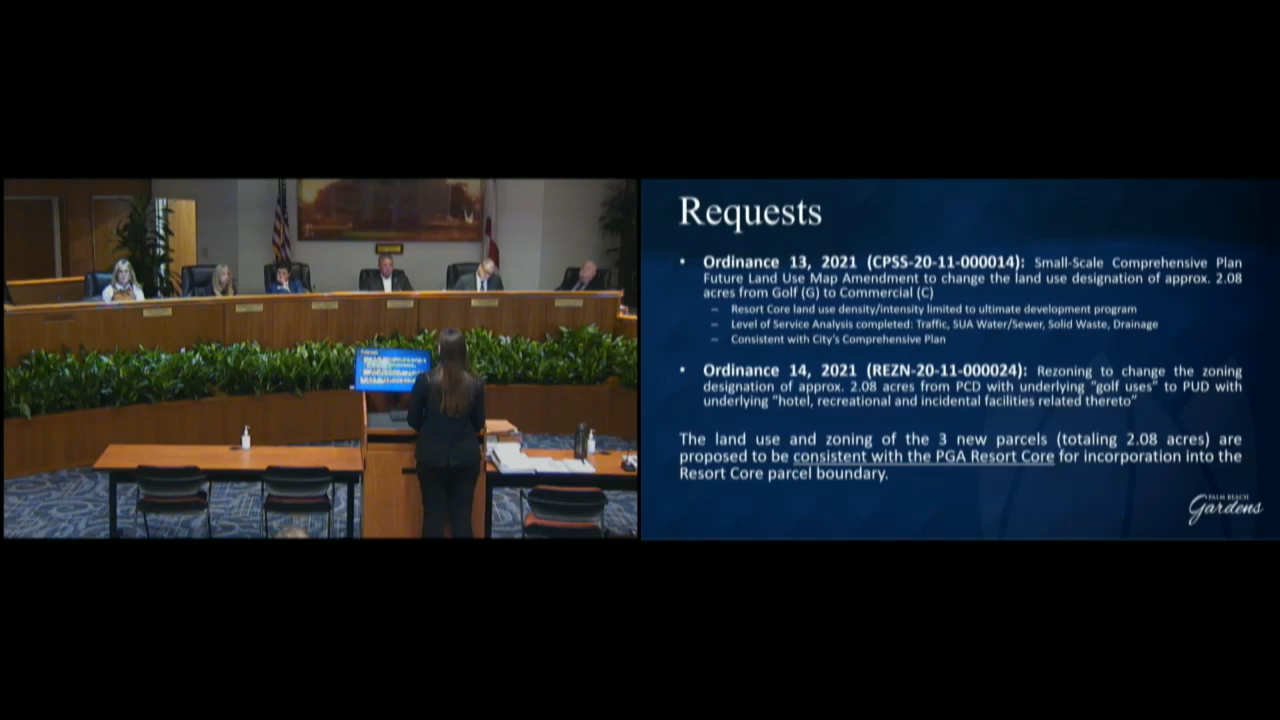 Requests
• Ordinance 13, 2021 (CPSS-20-11-000014): Small-Scale Comprehensive Plan
Future Land Use Map Amendment to change the land use designation of approx. 2.08
acres from Golf (G) to Commercial (C)
– Resort Core land use density/intensity limited to ultimate development program
– Level of Service Analysis completed: Traffic, SUA Water/Sewer, Solid Waste, Drainage
– Consistent with City's Comprehensive Plan
• Ordinance 14, 2021 (REZN-20-11-000024): Rezoning to change the zoning
designation of approx. 2.08 acres from PCD with underlying "golf uses" to PUD with
underlying "hotel, recreational and incidental facilities related thereto"
The land use and zoning of the 3 new parcels (totaling 2.08 acres) are
proposed to be consistent with the PGA Resort Core for incorporation into the
Resort Core parcel boundary.
PALM BEACH
Gardens